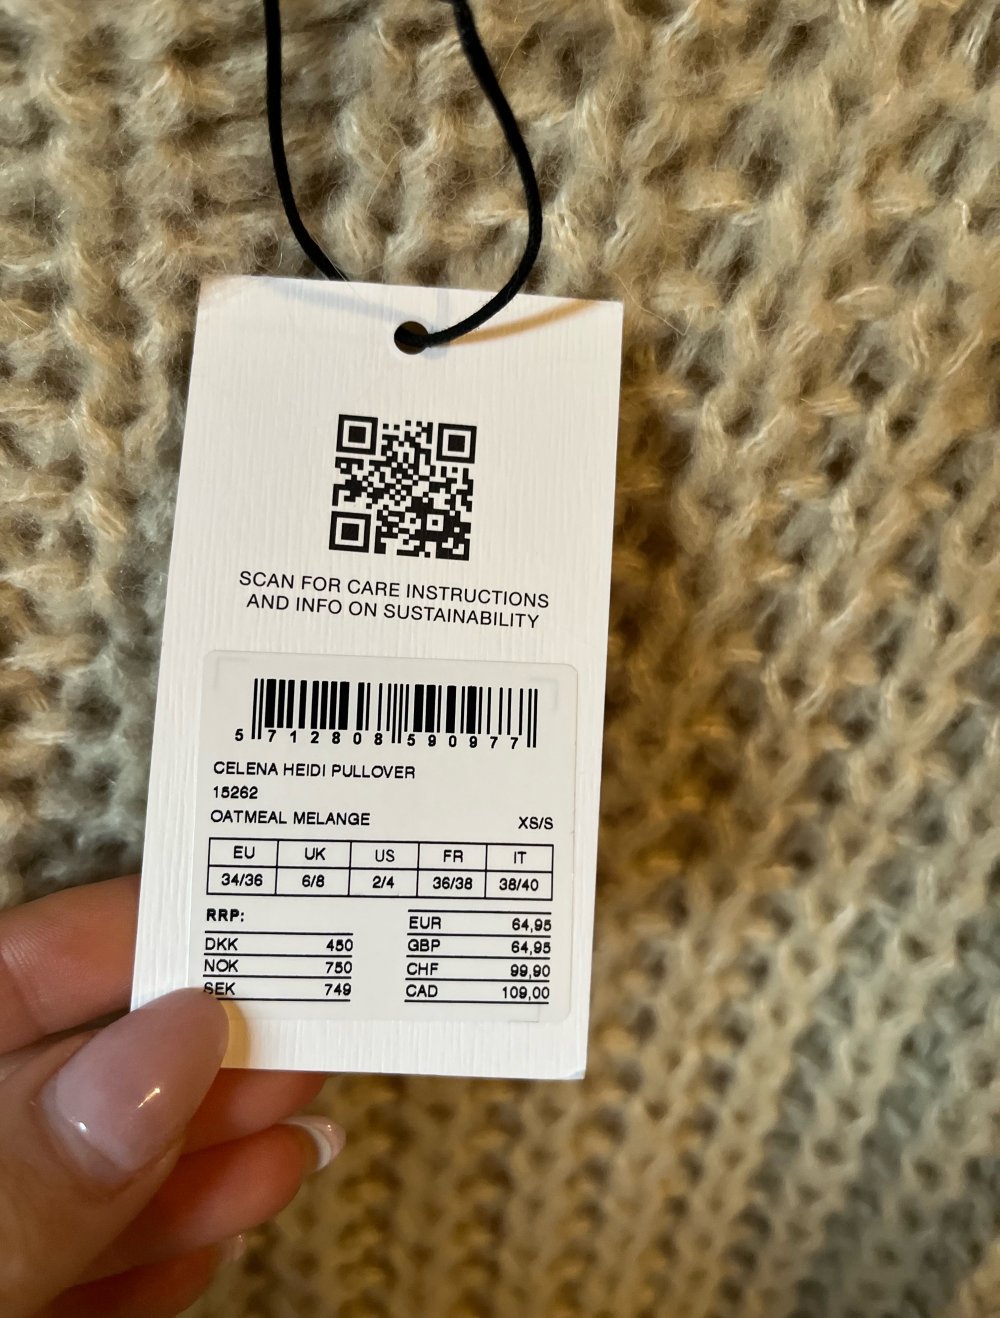 SCAN FOR CARE INSTRUCTIONS
AND INFO ON SUSTAINABILITY
5 712808 590977
CELENA HEIDI PULLOVER
15262
OATMEAL MELANGE XS/S
EU UK US FR IT
34/36 6/8 2/4 36/38 38/40
RRP:
DKK 450
NOK 750
SEK 749
EUR 64,95
GBP 64,95
CHF 99,90
CAD 109,00